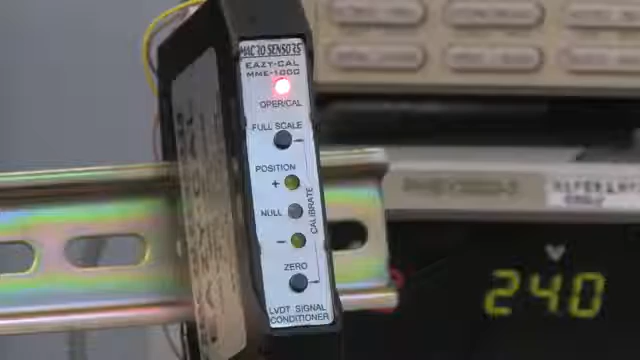 MACRO SENSORS
EAZY-CAL
MME-1000
OPER/CAL
FULL SCALE
POSITION
+
NULL
CALIBRATE
-
ZERO
LVDT SIGNAL
CONDITIONER
240